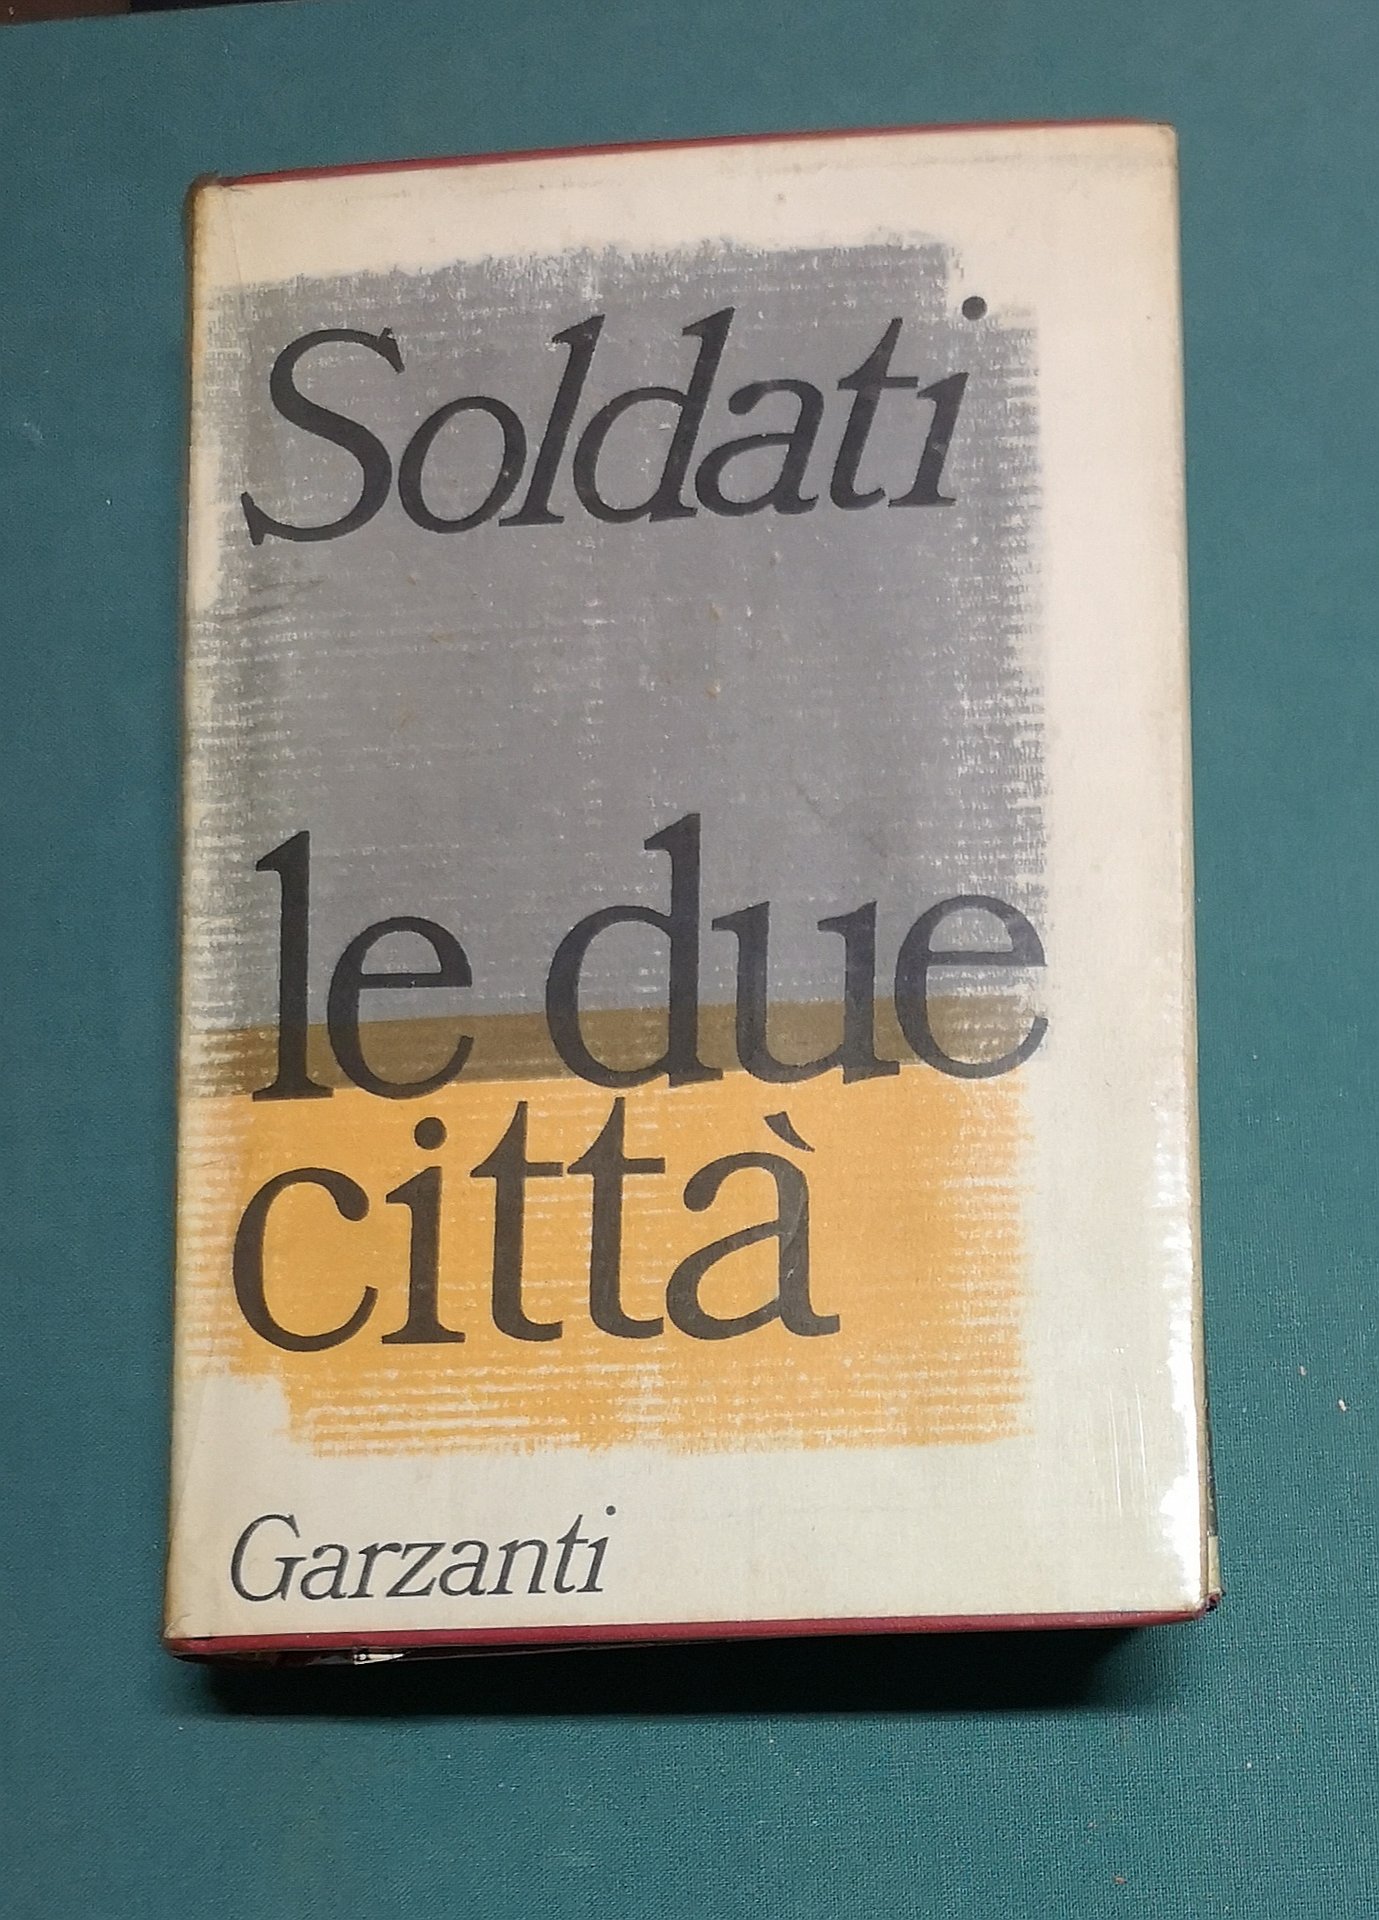 Soldati
le due
città
Garzanti